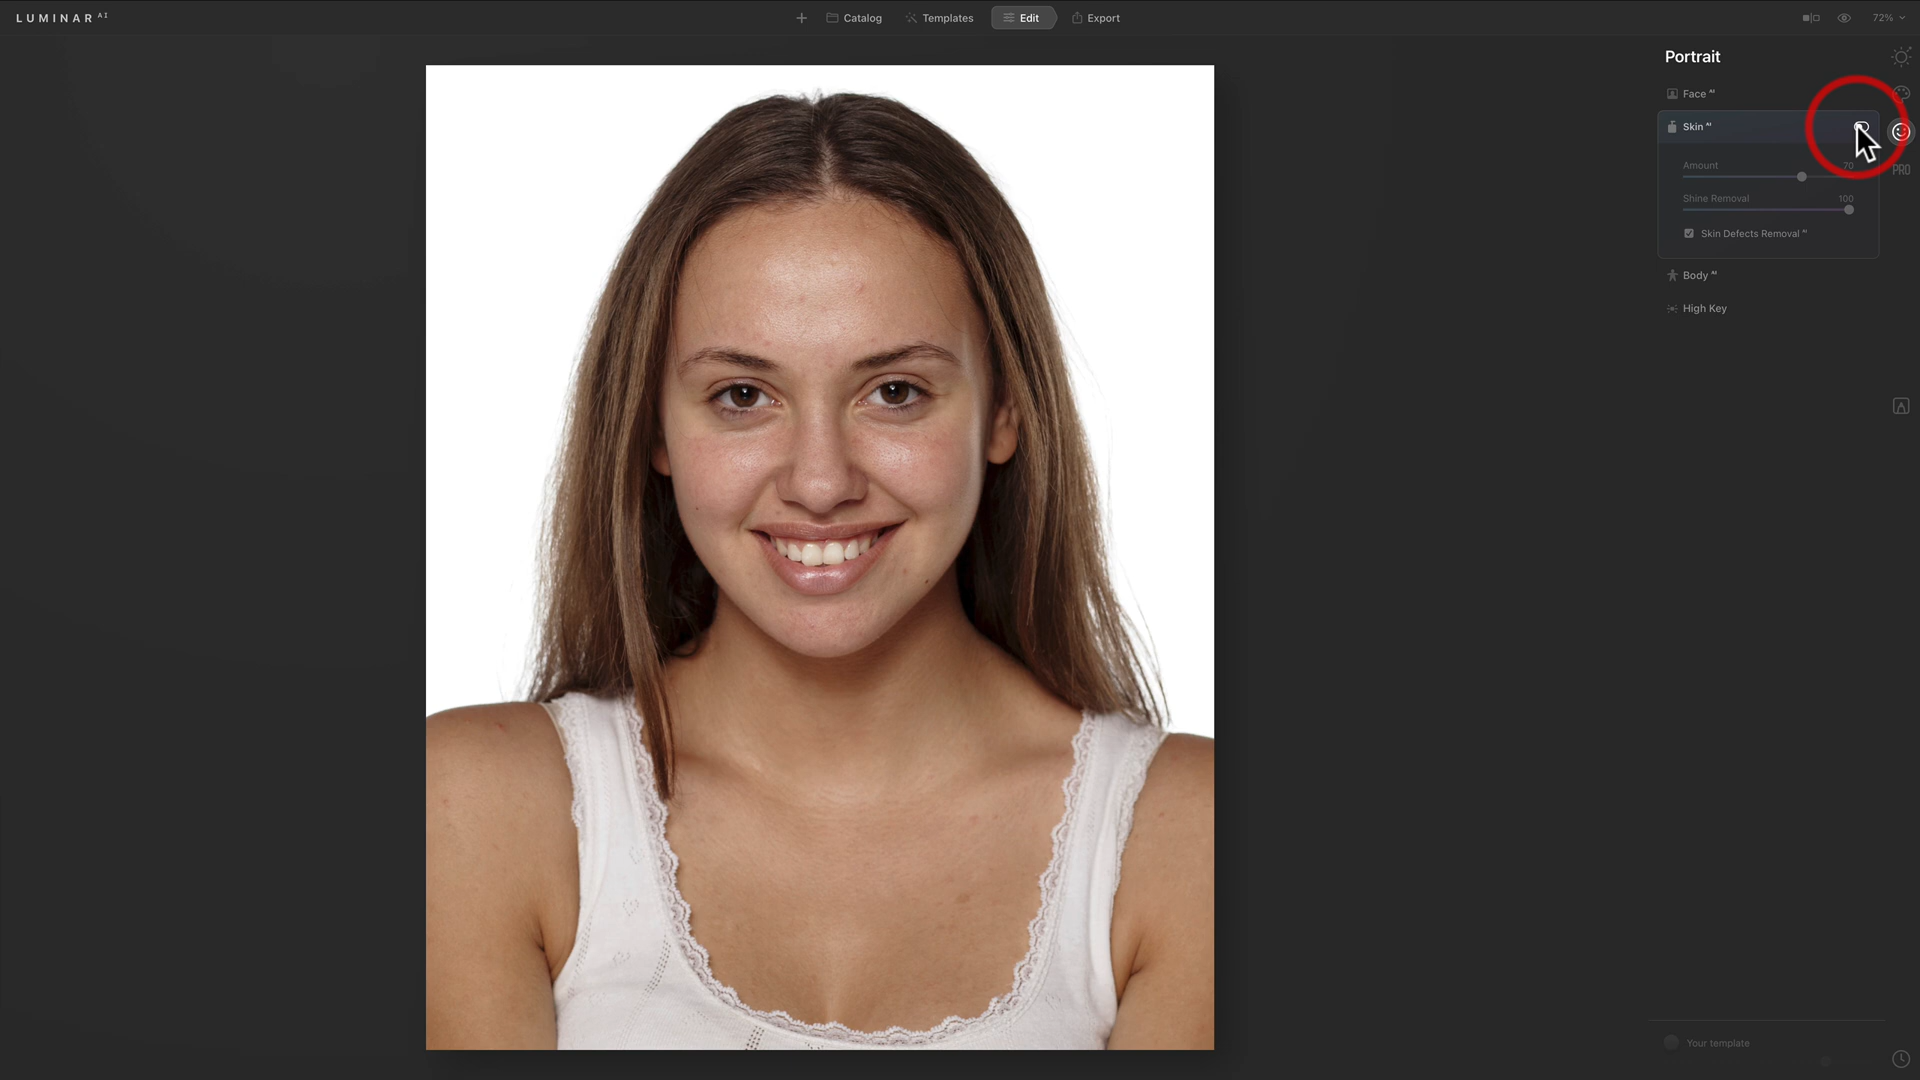 LUMINAR AI
Catalog
Templates
Edit
Export
72%
Portrait
Face AI
Skin AI
Amount 70
PRO
Shine Removal 100
Skin Defects Removal AI
Body AI
High Key
Your template